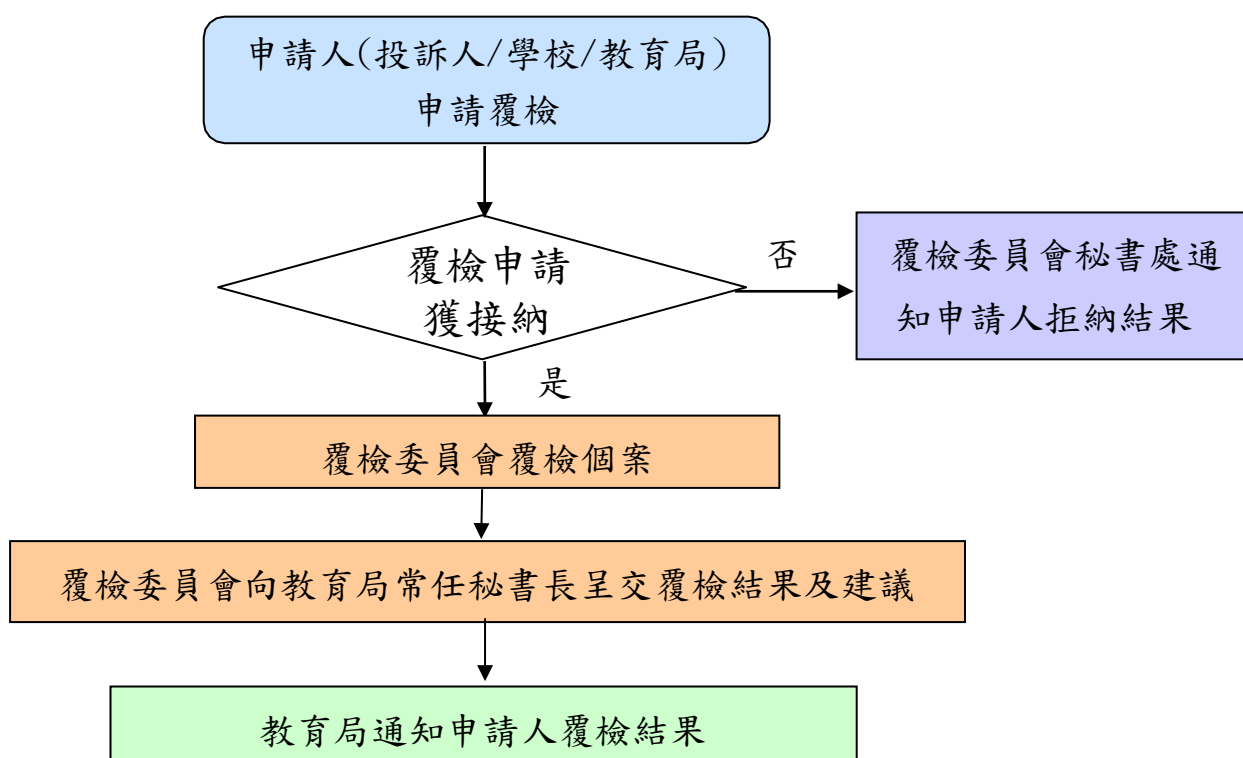 申請人(投訴人/學校/教育局)
申請覆檢
覆檢申請
獲接納
否
覆檢委員會秘書處通
知申請人拒納結果
是
覆檢委員會覆檢個案
覆檢委員會向教育局常任秘書長呈交覆檢結果及建議
教育局通知申請人覆檢結果